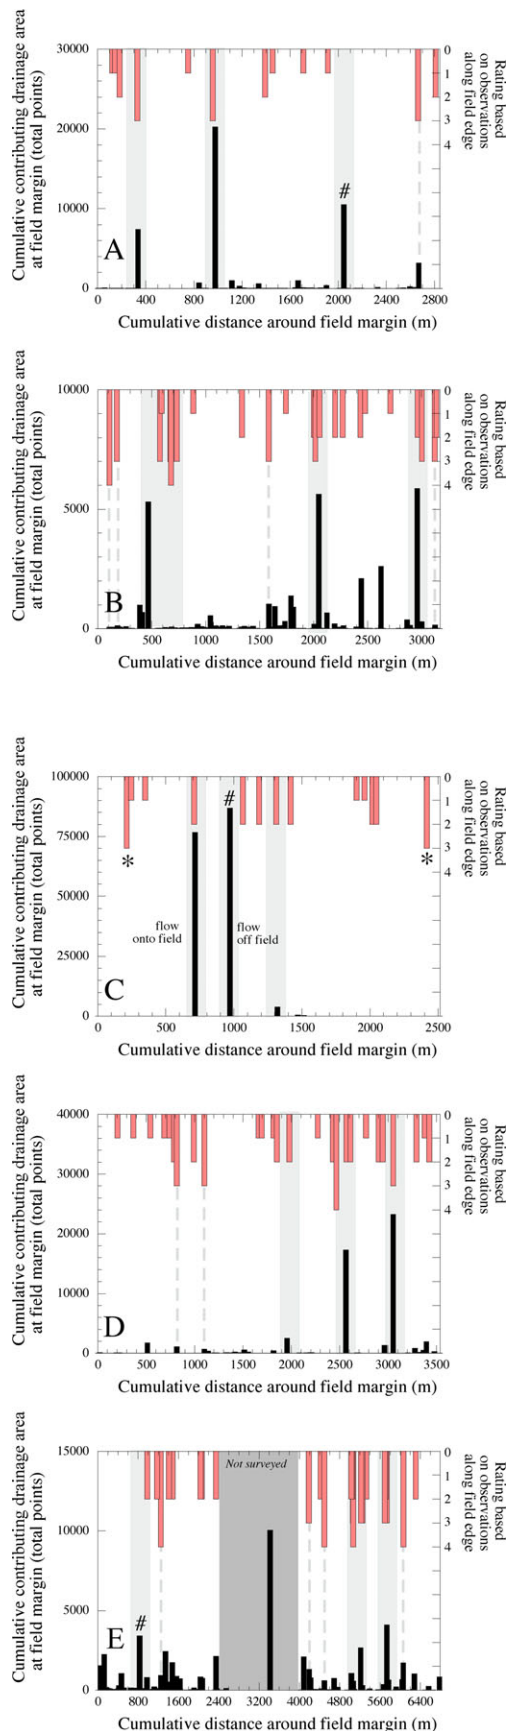 Cumulative contributing drainage area
at field margin (total points)
30000
20000
10000
0
0
1
2
3
4
Rating based
on observations
along field edge
#
A
0
400
800
1200
1600
2000
2400
2800
Cumulative distance around field margin (m)
Cumulative contributing drainage area
at field margin (total points)
10000
5000
0
0
1
2
3
4
Rating based
on observations
along field edge
B
0
500
1000
1500
2000
2500
3000
Cumulative distance around field margin (m)
Cumulative contributing drainage area
at field margin (total points)
100000
75000
50000
25000
0
0
1
2
3
4
Rating based
on observations
along field edge
#
*
*
flow
onto field
flow
off field
C
0
500
1000
1500
2000
2500
Cumulative distance around field margin (m)
Cumulative contributing drainage area
at field margin (total points)
40000
30000
20000
10000
0
0
1
2
3
4
Rating based
on observations
along field edge
D
0
500
1000
1500
2000
2500
3000
3500
Cumulative distance around field margin (m)
Cumulative contributing drainage area
at field margin (total points)
15000
10000
5000
0
0
1
2
3
4
Rating based
on observations
along field edge
Not surveyed
#
E
0
800
1600
2400
3200
4000
4800
5600
6400
Cumulative distance around field margin (m)